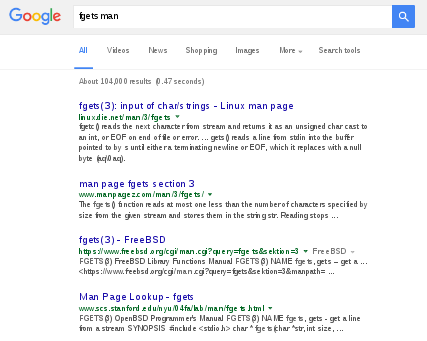 Google fgets man
All Videos News Shopping Images More Search tools
About 104,000 results (0.47 seconds)
fgets(3): input of char/strings - Linux man page
linux.die.net/man/3/fgets
fgetc() reads the next character from stream and returns it as an unsigned char cast to
an int, or EOF on end of file or error. ... gets() reads a line from stdin into the buffer
pointed to by s until either a terminating newline or EOF, which it replaces with a null
byte (aq\0aq).
man page fgets section 3
www.manpagez.com/man/3/fgets/
The fgets() function reads at most one less than the number of characters specified by
size from the given stream and stores them in the string str. Reading stops ...
fgets(3) - FreeBSD
https://www.freebsd.org/cgi/man.cgi?query=fgets&sektion=3 FreeBSD
FGETS(3) FreeBSD Library Functions Manual FGETS(3) NAME fgets, gets -- get a ...
<https://www.freebsd.org/cgi/man.cgi?query=fgets&sektion=3&manpath= ...
Man Page Lookup - fgets
www.scs.stanford.edu/nyu/04fa/lab/man/fgets.html
FGETS(3) OpenBSD Programmer's Manual FGETS(3) NAME fgets, gets - get a line
from a stream SYNOPSIS #include <stdio.h> char * fgets(char *str, int size, ...